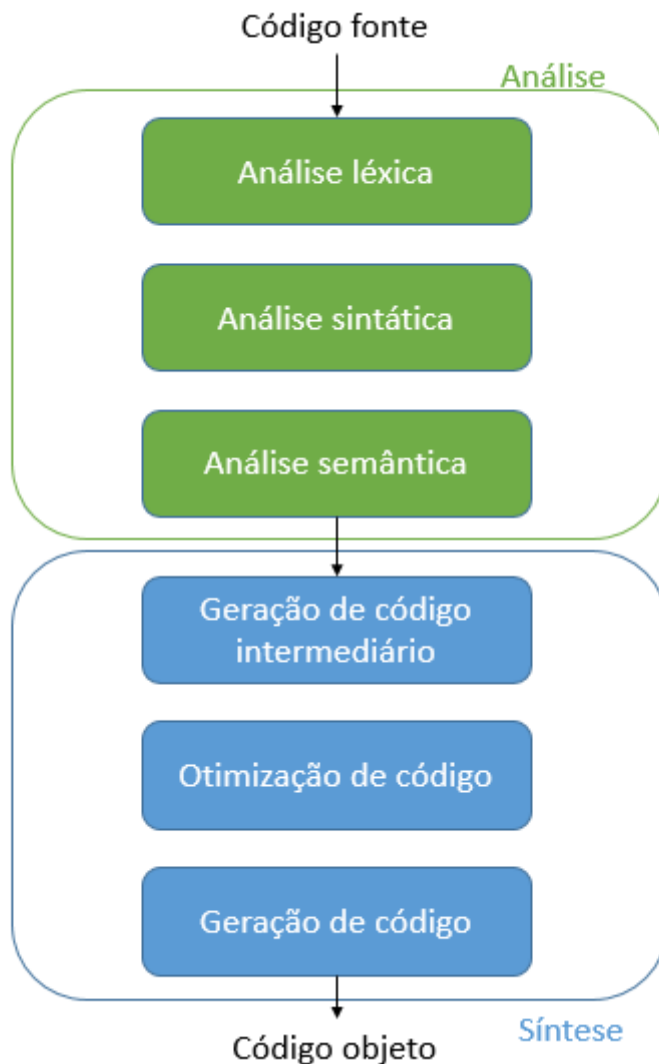 Código fonte
Análise
Análise léxica
Análise sintática
Análise semântica
Geração de código
intermediário
Otimização de código
Geração de código
Síntese
Código objeto